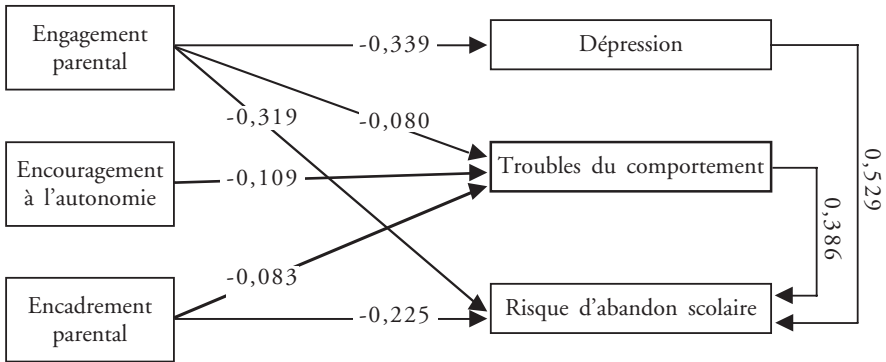 Engagement
parental
-0,339
Dépression
-0,319
-0,080
Encouragement
à l'autonomie
-0,109
Troubles du comportement
0,386
0,529
-0,083
Encadrement
parental
-0,225
Risque d'abandon scolaire